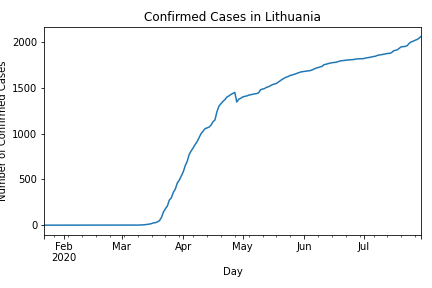 Confirmed Cases in Lithuania
Number of Confirmed Cases
2000
1500
1000
500
0
Feb Mar Apr May Jun Jul
2020
Day